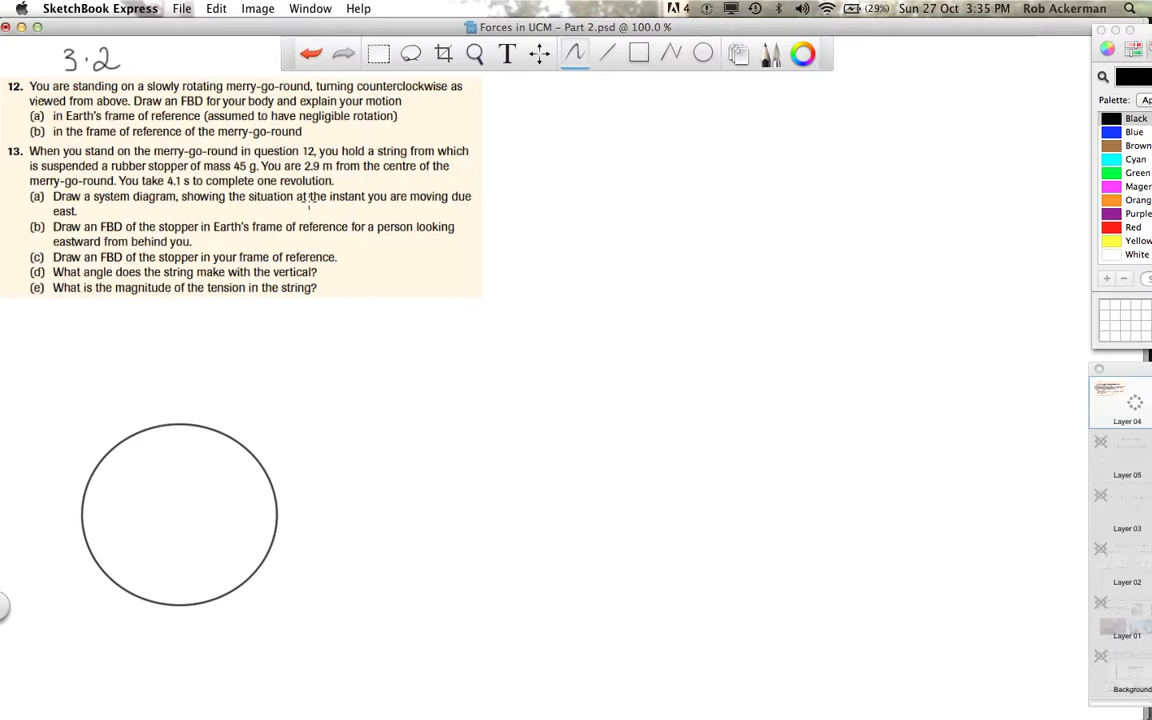 SketchBook Express File Edit Image Window Help
4 (29%) Sun 27 Oct 3:35 PM Rob Ackerman
Forces in UCM – Part 2.psd @ 100.0 %
T
3.2
12. You are standing on a slowly rotating merry-go-round, turning counterclockwise as
viewed from above. Draw an FBD for your body and explain your motion
(a) in Earth's frame of reference (assumed to have negligible rotation)
(b) in the frame of reference of the merry-go-round
13. When you stand on the merry-go-round in question 12, you hold a string from which
is suspended a rubber stopper of mass 45 g. You are 2.9 m from the centre of the
merry-go-round. You take 4.1 s to complete one revolution.
(a) Draw a system diagram, showing the situation at the instant you are moving due
east.
(b) Draw an FBD of the stopper in Earth's frame of reference for a person looking
eastward from behind you.
(c) Draw an FBD of the stopper in your frame of reference.
(d) What angle does the string make with the vertical?
(e) What is the magnitude of the tension in the string?
Palette: Ap
Black
Blue
Brown
Cyan
Green
Magen
Orang
Purple
Red
Yellow
White
Layer 04
Layer 05
Layer 03
Layer 02
Layer 01
Background